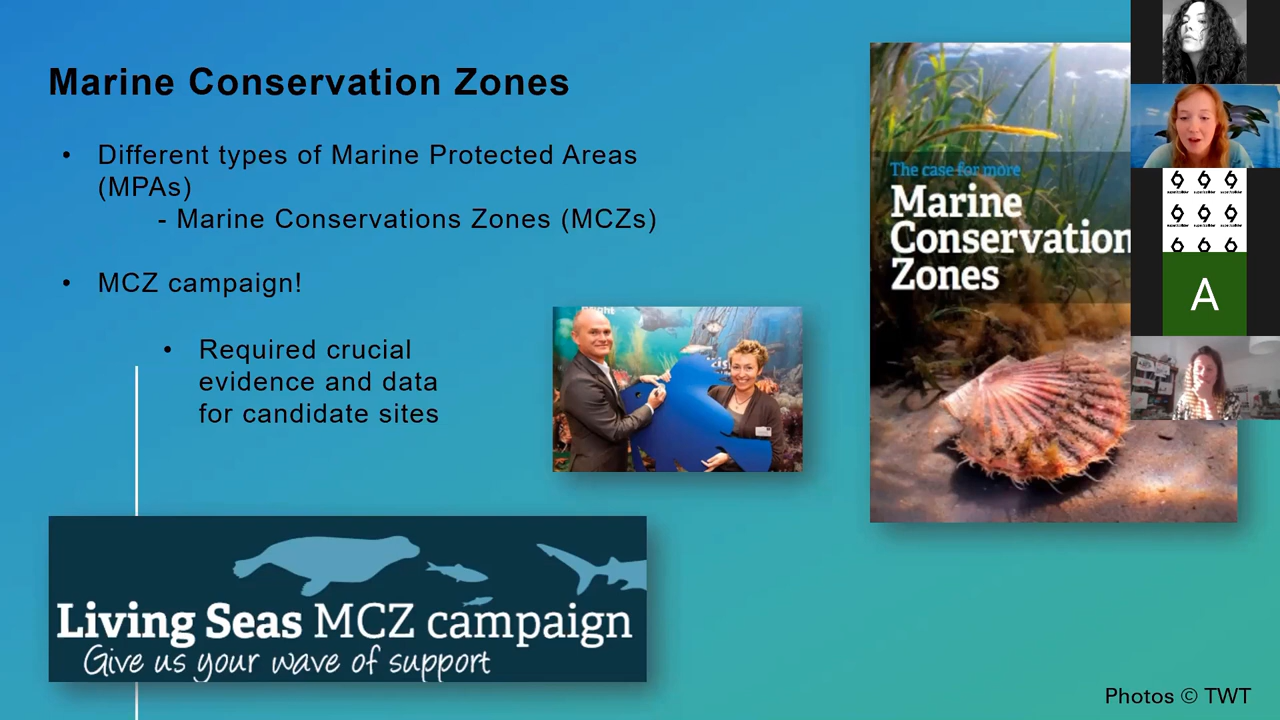 Marine Conservation Zones
• Different types of Marine Protected Areas
(MPAs)
- Marine Conservations Zones (MCZs)
• MCZ campaign!
• Required crucial
evidence and data
for candidate sites
The case for more
Marine
Conservation
Zones
A
Living Seas MCZ campaign
Give us your wave of support
Photos © TWT